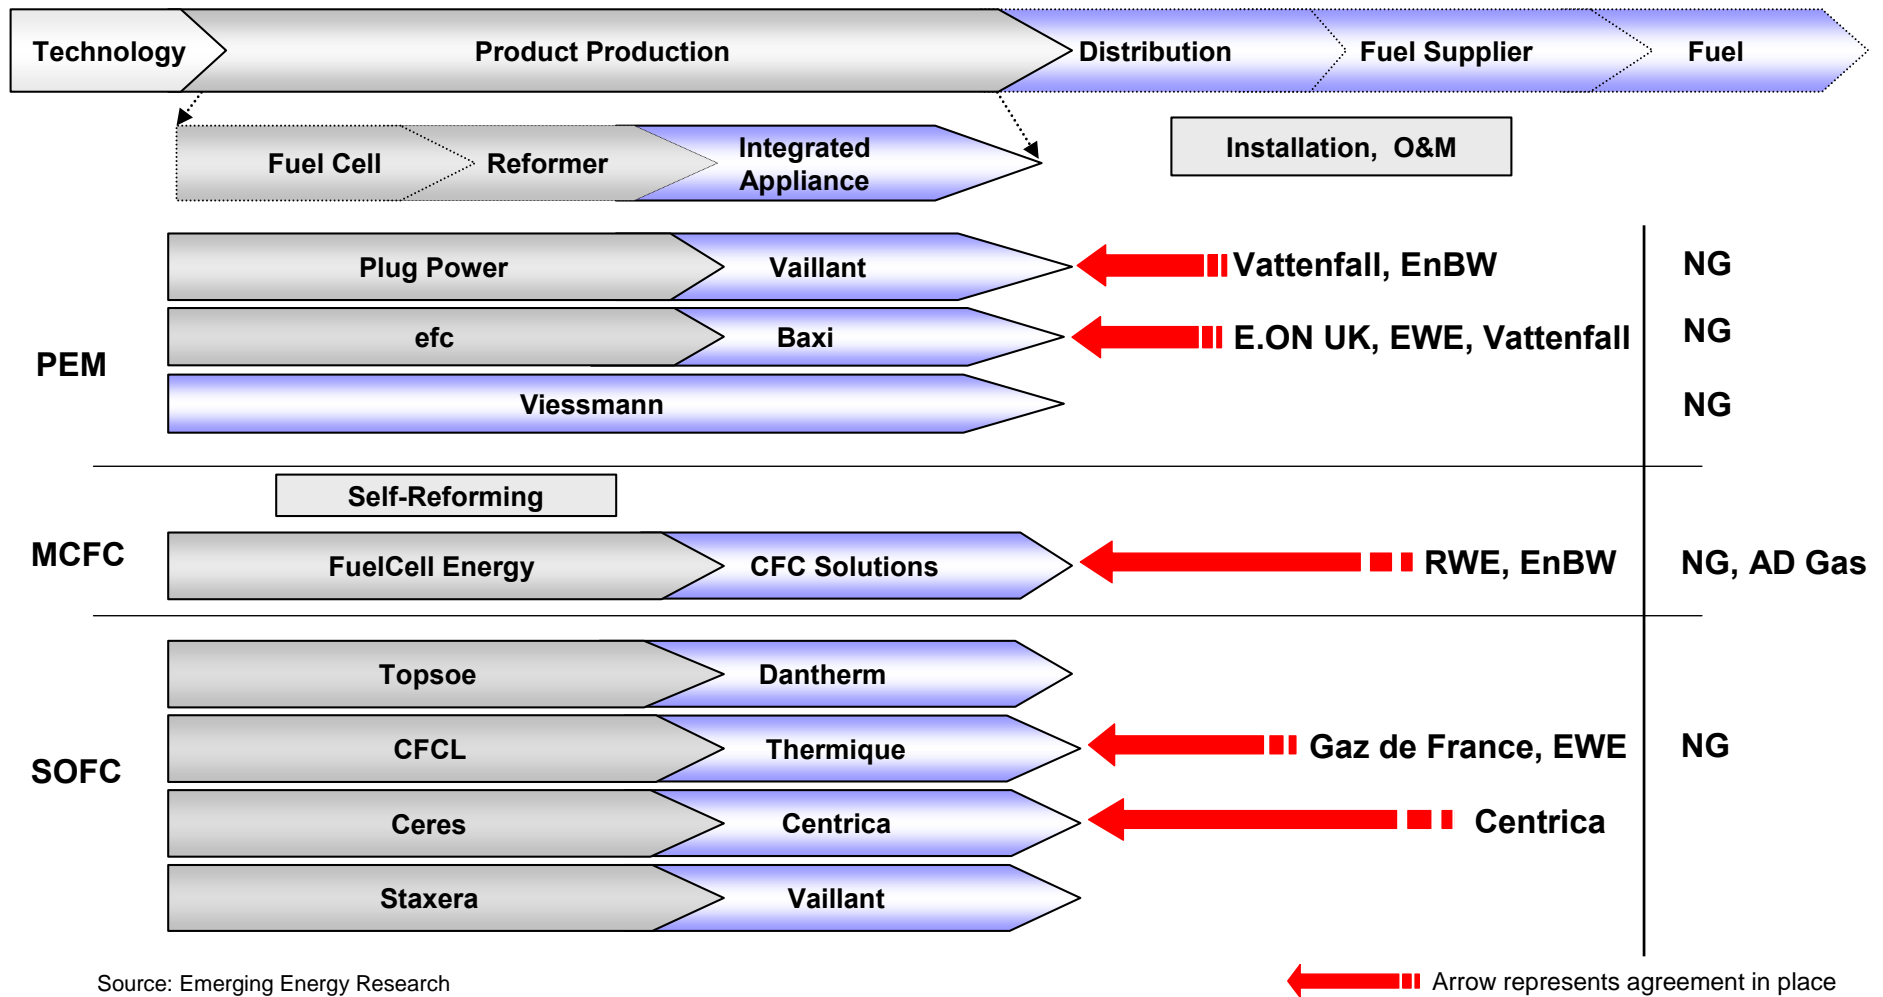 Technology
Product Production
Distribution
Fuel Supplier
Fuel
Fuel Cell
Reformer
Integrated
Appliance
Installation, O&M
PEM
Plug Power
Vaillant
Vattenfall, EnBW
NG
efc
Baxi
E.ON UK, EWE, Vattenfall
NG
Viessmann
NG
Self-Reforming
MCFC
FuelCell Energy
CFC Solutions
RWE, EnBW
NG, AD Gas
SOFC
Topsoe
Dantherm
CFCL
Thermique
Gaz de France, EWE
NG
Ceres
Centrica
Centrica
Staxera
Vaillant
Source: Emerging Energy Research
Arrow represents agreement in place